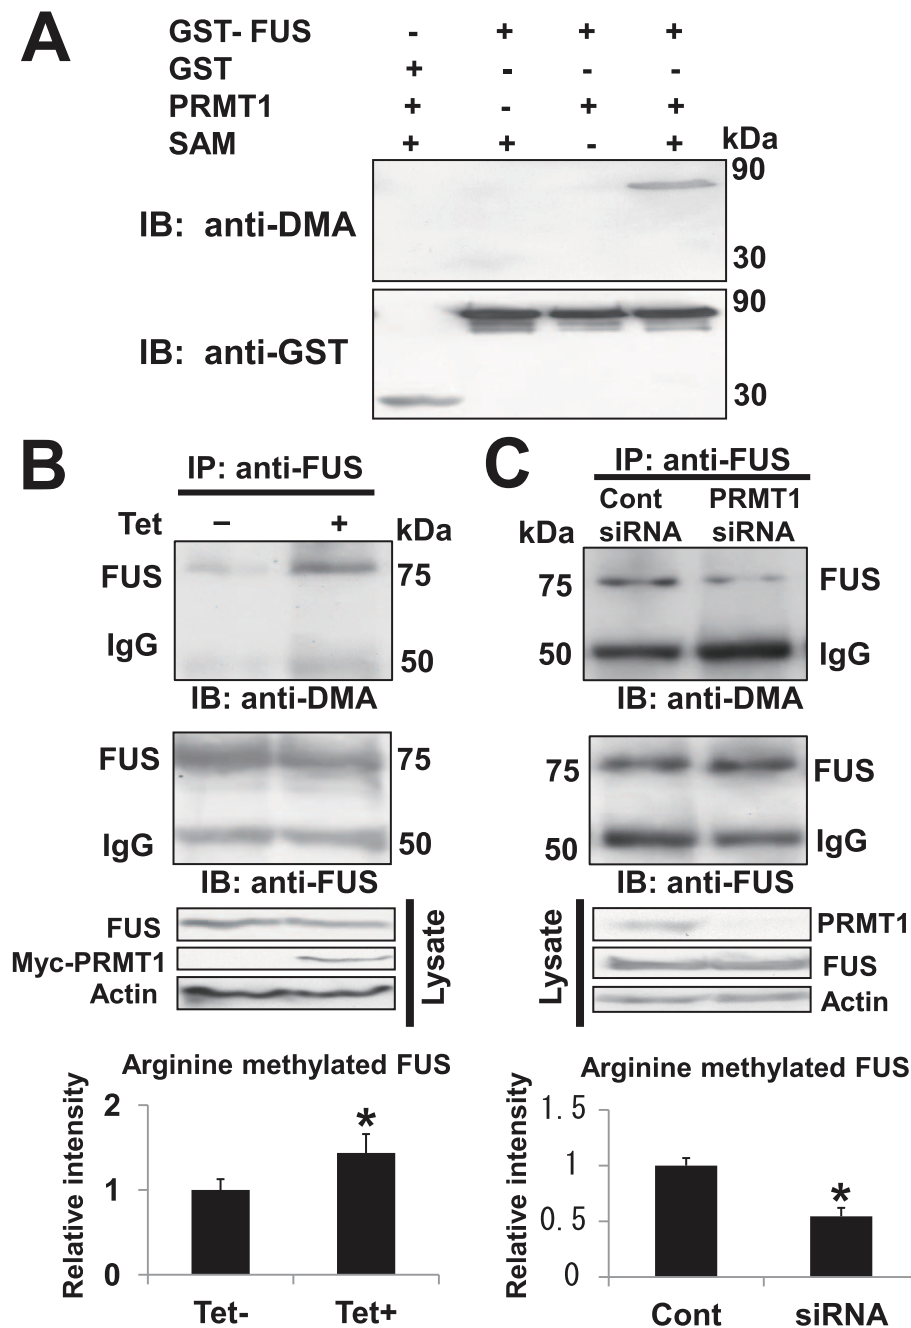 A
GST- FUS - + + +
GST + - - -
PRMT1 + - + +
SAM + + - +
kDa
90
IB: anti-DMA
30
90
IB: anti-GST
30
B
IP: anti-FUS
Tet − +
kDa
FUS 75
IgG 50
IB: anti-DMA
FUS 75
IgG 50
IB: anti-FUS
FUS
Myc-PRMT1
Actin
Lysate
Arginine methylated FUS
Relative intensity
2
*
1
0
Tet- Tet+
C
IP: anti-FUS
Cont PRMT1
siRNA siRNA
kDa
75 FUS
50 IgG
IB: anti-DMA
75 FUS
50 IgG
IB: anti-FUS
Lysate
PRMT1
FUS
Actin
Arginine methylated FUS
Relative intensity
1.5
1
*
0.5
0
Cont siRNA